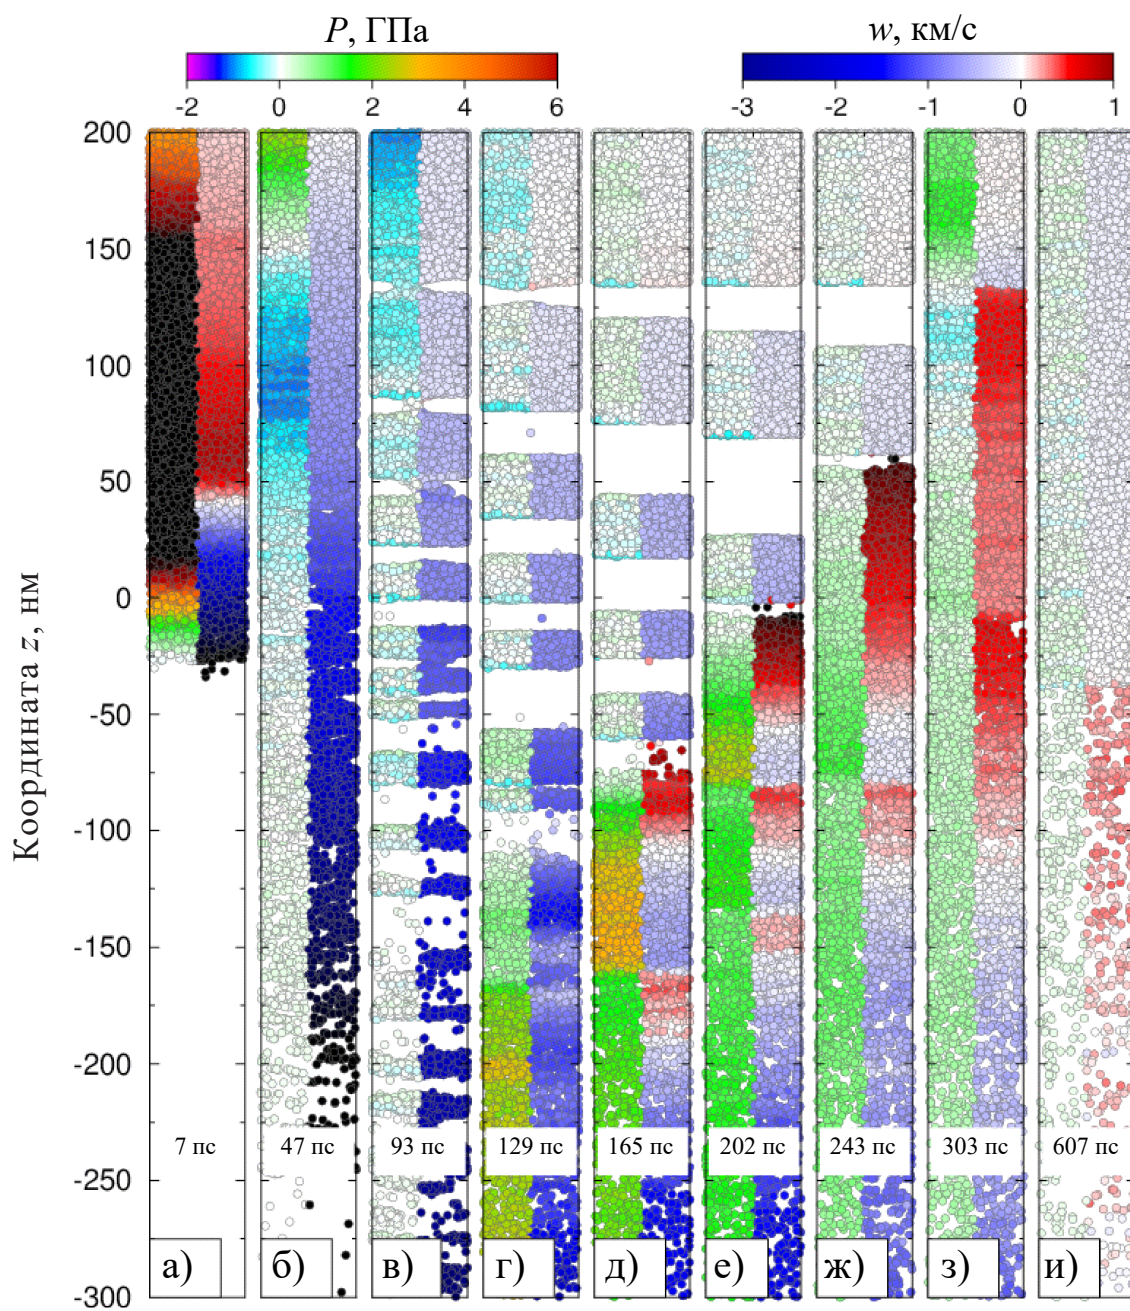 P, ГПа
w, км/с
-2 0 2 4 6
-3 -2 -1 0 1
200
150
100
50
0
-50
-100
-150
-200
-250
-300
Координата z, нм
7 пс 47 пс 93 пс 129 пс 165 пс 202 пс 243 пс 303 пс 607 пс
а) б) в) г) д) е) ж) з) и)